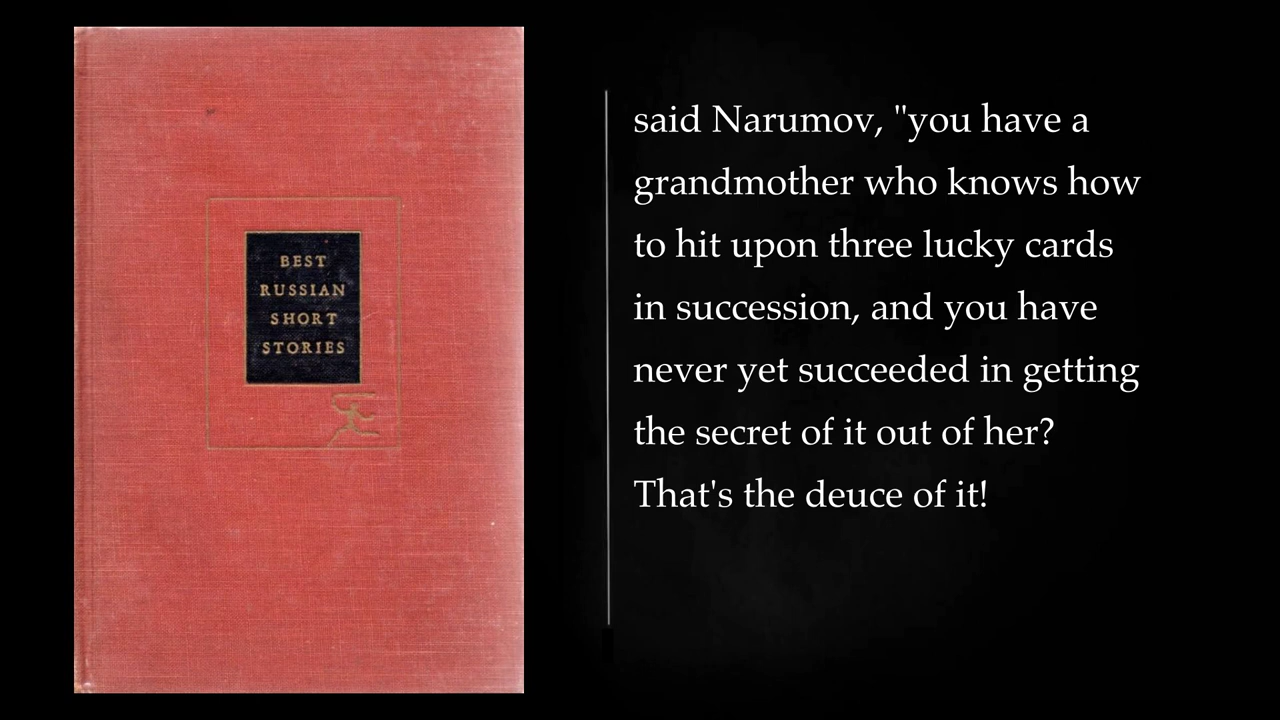 BEST
RUSSIAN
SHORT
STORIES
said Narumov, "you have a
grandmother who knows how
to hit upon three lucky cards
in succession, and you have
never yet succeeded in getting
the secret of it out of her?
That's the deuce of it!